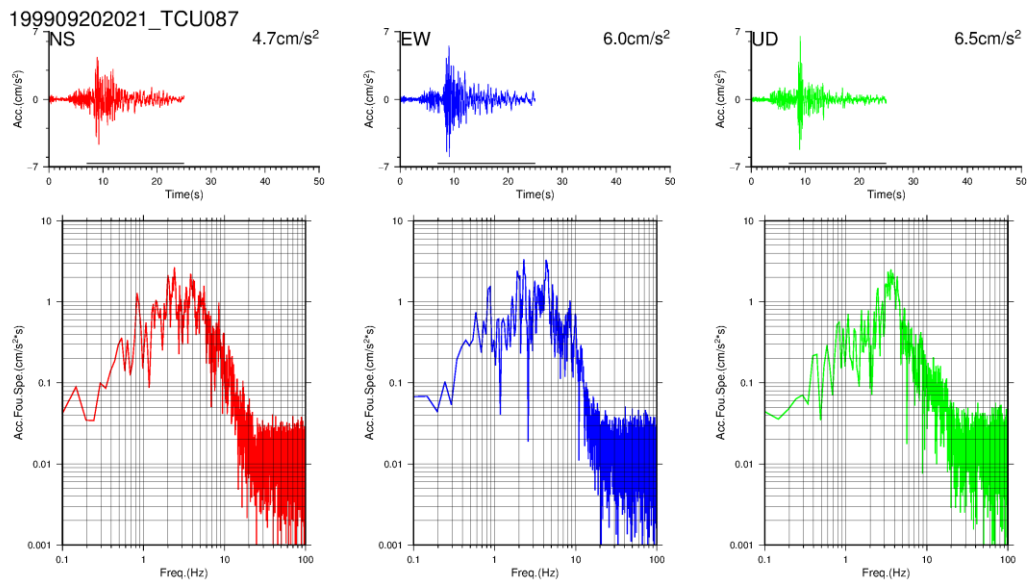 199909202021_TCU087
NS 4.7cm/s² EW 6.0cm/s² UD 6.5cm/s²
7 7 7
Acc.(cm/s²) 0 Acc.(cm/s²) 0 Acc.(cm/s²) 0
−7 −7 −7
0 10 20 30 40 50 0 10 20 30 40 50 0 10 20 30 40 50
Time(s) Time(s) Time(s)
10 10 10
1 1 1
Acc.Fou.Spe.(cm/s²*s) Acc.Fou.Spe.(cm/s²*s) Acc.Fou.Spe.(cm/s²*s)
0.1 0.1 0.1
0.01 0.01 0.01
0.001 0.001 0.001
0.1 1 10 100 0.1 1 10 100 0.1 1 10 100
Freq.(Hz) Freq.(Hz) Freq.(Hz)